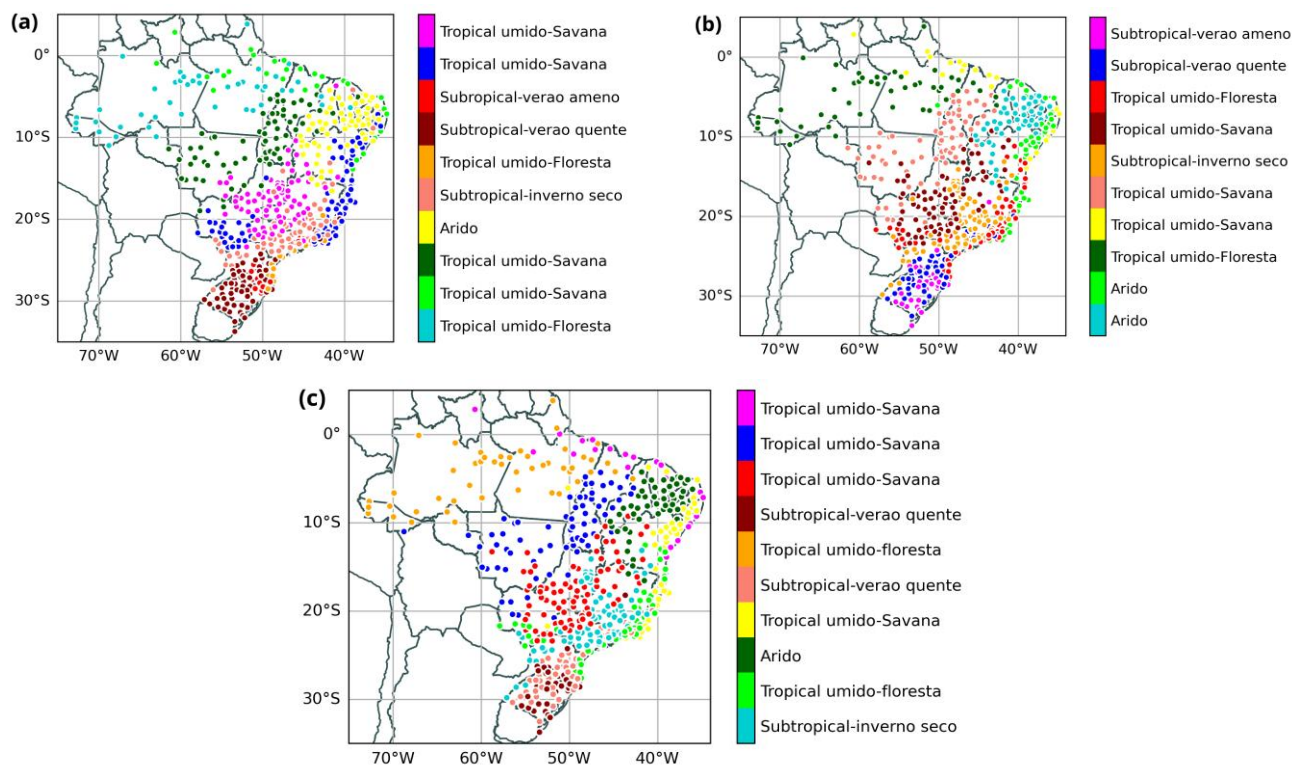 (a)
0°
10°S
20°S
30°S
70°W 60°W 50°W 40°W
Tropical umido-Savana
Tropical umido-Savana
Subropical-verao ameno
Subtropical-verao quente
Tropical umido-Floresta
Subtropical-inverno seco
Arido
Tropical umido-Savana
Tropical umido-Savana
Tropical umido-Floresta
(b)
0°
10°S
20°S
30°S
70°W 60°W 50°W 40°W
Subtropical-verao ameno
Subtropical-verao quente
Tropical umido-Floresta
Tropical umido-Savana
Subtropical-inverno seco
Tropical umido-Savana
Tropical umido-Savana
Tropical umido-Floresta
Arido
Arido
(c)
0°
10°S
20°S
30°S
70°W 60°W 50°W 40°W
Tropical umido-Savana
Tropical umido-Savana
Tropical umido-Savana
Subtropical-verao quente
Tropical umido-floresta
Subtropical-verao quente
Tropical umido-Savana
Arido
Tropical umido-floresta
Subtropical-inverno seco